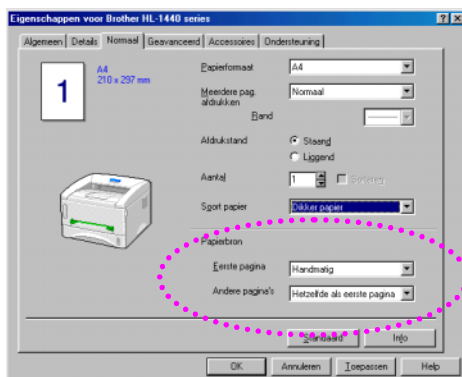 Eigenschappen voor Brother HL-1440 series
Algemeen Details Normaal Geavanceerd Accessoires Ondersteuning
1
A4
210 x 297 mm
Papierformaat A4
Meerdere pag. afdrukken Normaal
Rand
Afdrukstand Staand
Liggend
Aantal 1 Sorteren
Soort papier Dikker papier
Papierbron
Eerste pagina Handmatig
Andere pagina's Hetzelfde als eerste pagina
Standaard Info
OK Annuleren Toepassen Help